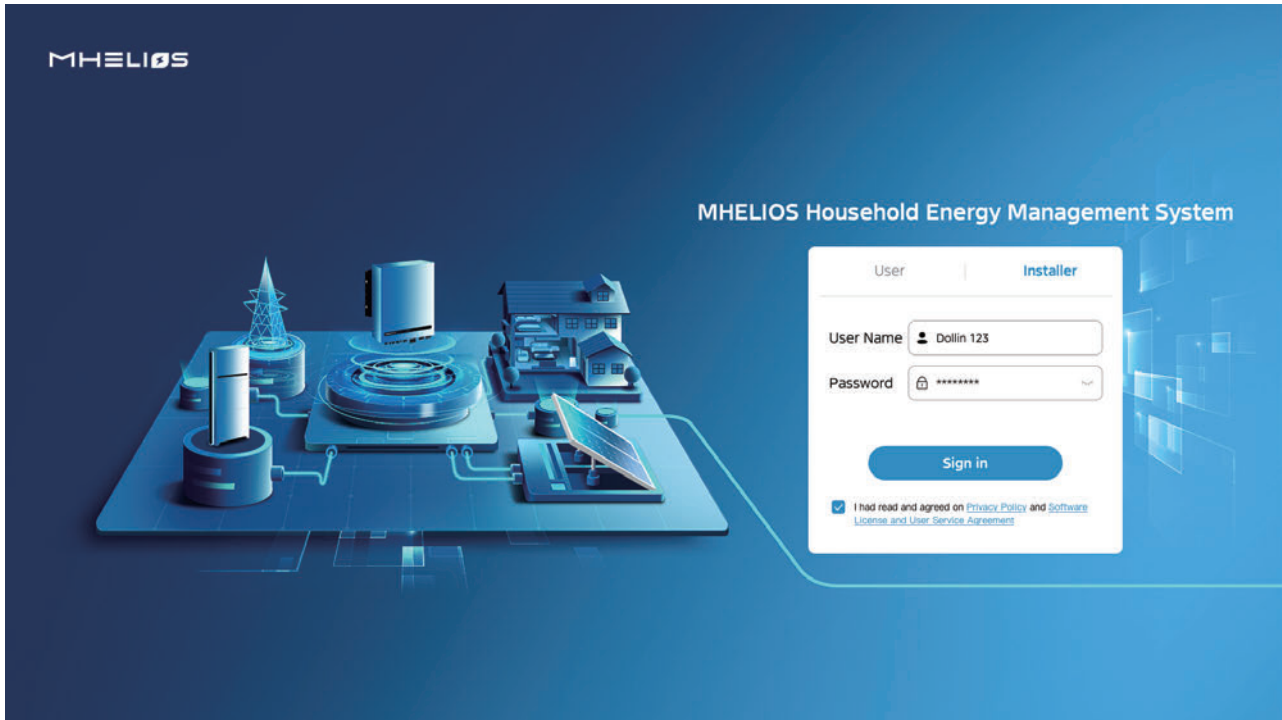 MHELIOS
MHELIOS Household Energy Management System
User
Installer
User Name
Dollin 123
Password
********
Sign in
I had read and agreed on Privacy Policy and Software
License and User Service Agreement